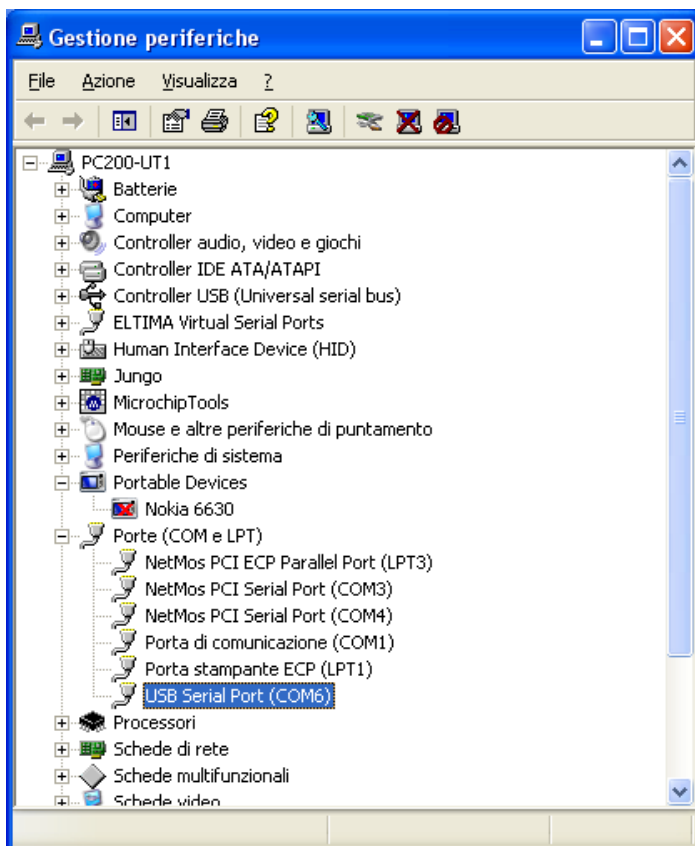 Gestione periferiche
File Azione Visualizza ?
PC200-UT1
Batterie
Computer
Controller audio, video e giochi
Controller IDE ATA/ATAPI
Controller USB (Universal serial bus)
ELTIMA Virtual Serial Ports
Human Interface Device (HID)
Jungo
MicrochipTools
Mouse e altre periferiche di puntamento
Periferiche di sistema
Portable Devices
Nokia 6630
Porte (COM e LPT)
NetMos PCI ECP Parallel Port (LPT3)
NetMos PCI Serial Port (COM3)
NetMos PCI Serial Port (COM4)
Porta di comunicazione (COM1)
Porta stampante ECP (LPT1)
USB Serial Port (COM6)
Processori
Schede di rete
Schede multifunzionali
Schede video